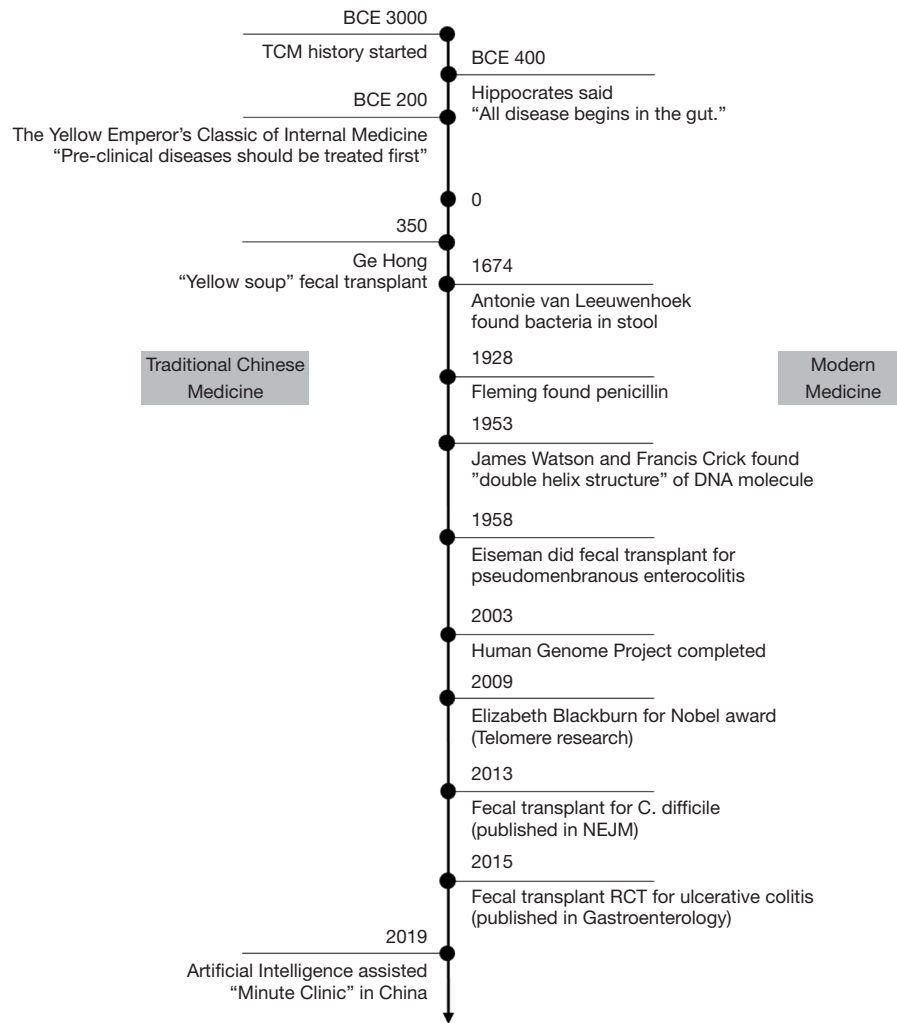 BCE 3000
TCM history started
BCE 400
Hippocrates said
“All disease begins in the gut.”
BCE 200
The Yellow Emperor’s Classic of Internal Medicine
“Pre-clinical diseases should be treated first”
0
350
Ge Hong
“Yellow soup” fecal transplant
1674
Antonie van Leeuwenhoek
found bacteria in stool
Traditional Chinese
Medicine
Modern
Medicine
1928
Fleming found penicillin
1953
James Watson and Francis Crick found
”double helix structure” of DNA molecule
1958
Eiseman did fecal transplant for
pseudomenbranous enterocolitis
2003
Human Genome Project completed
2009
Elizabeth Blackburn for Nobel award
(Telomere research)
2013
Fecal transplant for C. difficile
(published in NEJM)
2015
Fecal transplant RCT for ulcerative colitis
(published in Gastroenterology)
2019
Artificial Intelligence assisted
“Minute Clinic” in China